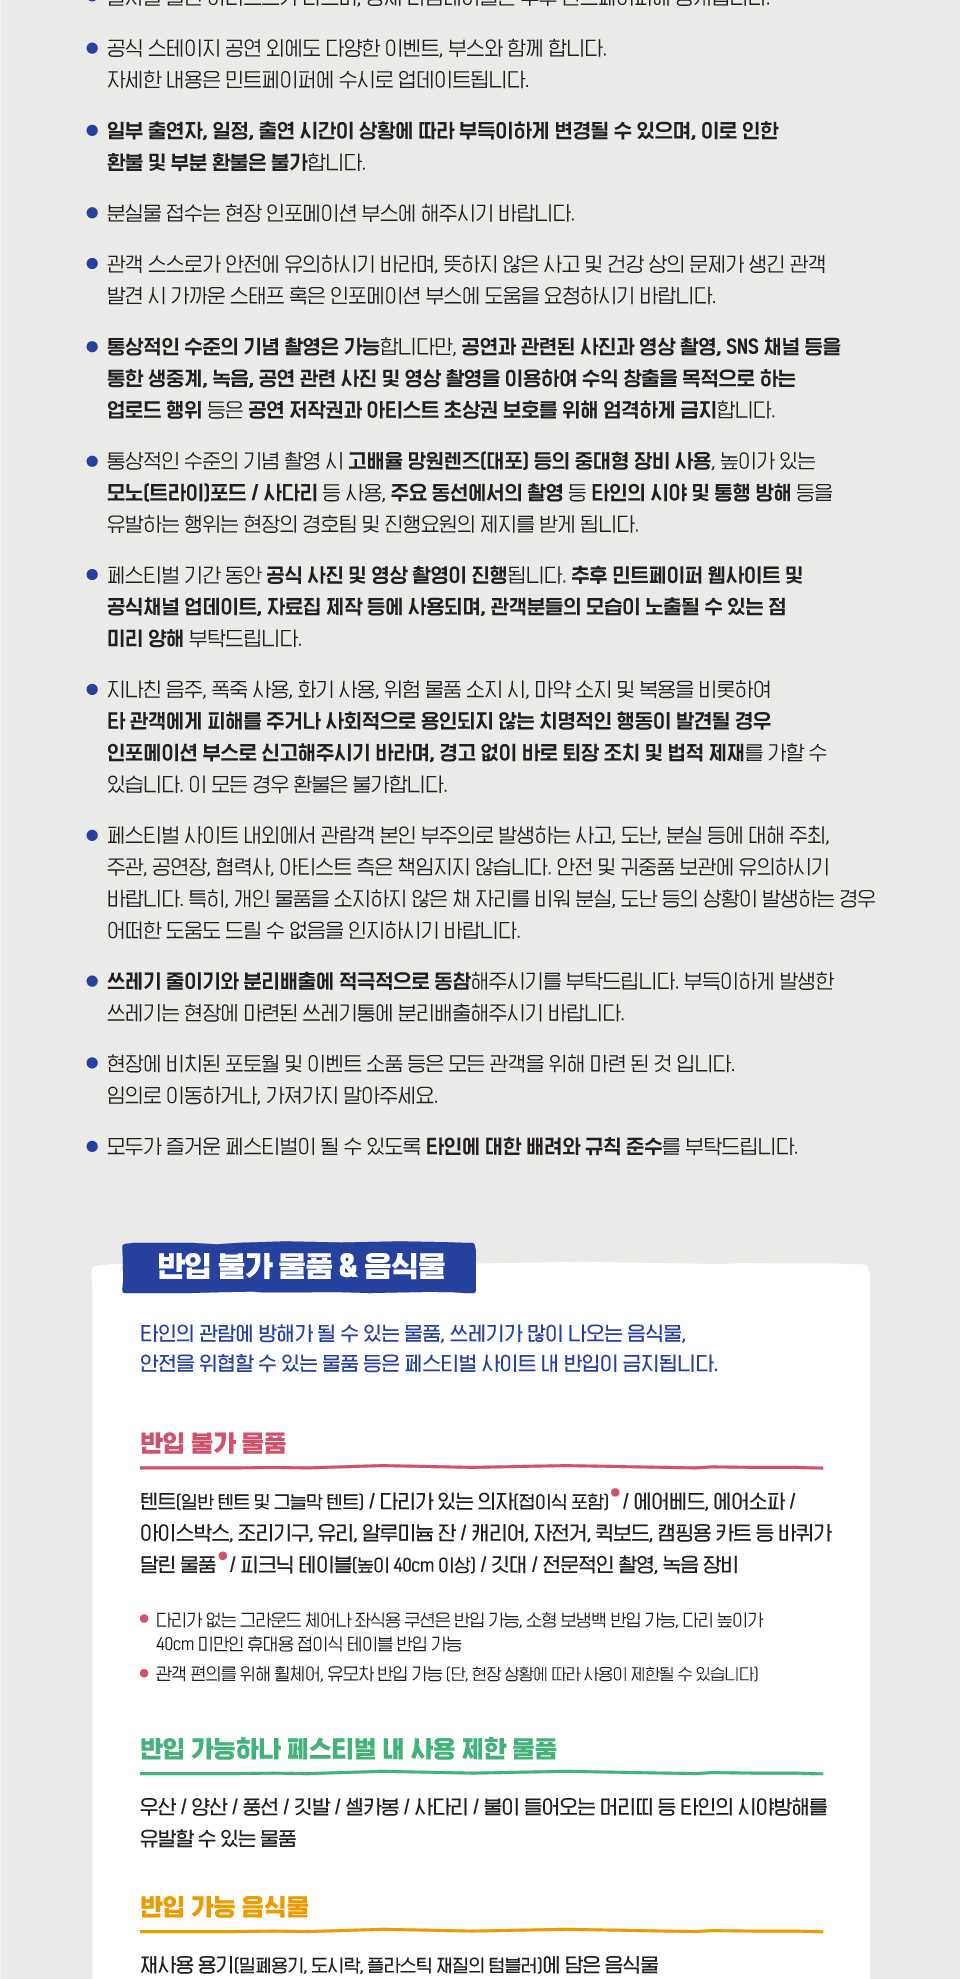 ● 공식 스테이지 공연 외에도 다양한 이벤트, 부스와 함께 합니다.
자세한 내용은 민트페이퍼에 수시로 업데이트됩니다.
● 일부 출연자, 일정, 출연 시간이 상황에 따라 부득이하게 변경될 수 있으며, 이로 인한
환불 및 부분 환불은 불가합니다.
● 분실물 접수는 현장 인포메이션 부스에 해주시기 바랍니다.
● 관객 스스로가 안전에 유의하시기 바라며, 뜻하지 않은 사고 및 건강 상의 문제가 생긴 관객
발견 시 가까운 스태프 혹은 인포메이션 부스에 도움을 요청하시기 바랍니다.
● 통상적인 수준의 기념 촬영은 가능합니다만, 공연과 관련된 사진과 영상 촬영, SNS 채널 등을
통한 생중계, 녹음, 공연 관련 사진 및 영상 촬영을 이용하여 수익 창출을 목적으로 하는
업로드 행위 등은 공연 저작권과 아티스트 초상권 보호를 위해 엄격하게 금지합니다.
● 통상적인 수준의 기념 촬영 시 고배율 망원렌즈(대포) 등의 중대형 장비 사용, 높이가 있는
모노(트라이)포드 / 사다리 등 사용, 주요 동선에서의 촬영 등 타인의 시야 및 통행 방해 등을
유발하는 행위는 현장의 경호팀 및 진행요원의 제지를 받게 됩니다.
● 페스티벌 기간 동안 공식 사진 및 영상 촬영이 진행됩니다. 추후 민트페이퍼 웹사이트 및
공식채널 업데이트, 자료집 제작 등에 사용되며, 관객분들의 모습이 노출될 수 있는 점
미리 양해 부탁드립니다.
● 지나친 음주, 폭죽 사용, 화기 사용, 위험 물품 소지 시, 마약 소지 및 복용을 비롯하여
타 관객에게 피해를 주거나 사회적으로 용인되지 않는 치명적인 행동이 발견될 경우
인포메이션 부스로 신고해주시기 바라며, 경고 없이 바로 퇴장 조치 및 법적 제재를 가할 수
있습니다. 이 모든 경우 환불은 불가합니다.
● 페스티벌 사이트 내외에서 관람객 본인 부주의로 발생하는 사고, 도난, 분실 등에 대해 주최,
주관, 공연장, 협력사, 아티스트 측은 책임지지 않습니다. 안전 및 귀중품 보관에 유의하시기
바랍니다. 특히, 개인 물품을 소지하지 않은 채 자리를 비워 분실, 도난 등의 상황이 발생하는 경우
어떠한 도움도 드릴 수 없음을 인지하시기 바랍니다.
● 쓰레기 줄이기와 분리배출에 적극적으로 동참해주시기를 부탁드립니다. 부득이하게 발생한
쓰레기는 현장에 마련된 쓰레기통에 분리배출해주시기 바랍니다.
● 현장에 비치된 포토월 및 이벤트 소품 등은 모든 관객을 위해 마련 된 것 입니다.
임의로 이동하거나, 가져가지 말아주세요.
● 모두가 즐거운 페스티벌이 될 수 있도록 타인에 대한 배려와 규칙 준수를 부탁드립니다.
반입 불가 물품 & 음식물
타인의 관람에 방해가 될 수 있는 물품, 쓰레기가 많이 나오는 음식물,
안전을 위협할 수 있는 물품 등은 페스티벌 사이트 내 반입이 금지됩니다.
반입 불가 물품
텐트(일반 텐트 및 그늘막 텐트) / 다리가 있는 의자(접이식 포함)● / 에어베드, 에어소파 /
아이스박스, 조리기구, 유리, 알루미늄 잔 / 캐리어, 자전거, 퀵보드, 캠핑용 카트 등 바퀴가
달린 물품● / 피크닉 테이블(높이 40cm 이상) / 깃대 / 전문적인 촬영, 녹음 장비
● 다리가 없는 그라운드 체어나 좌식용 쿠션은 반입 가능, 소형 보냉백 반입 가능, 다리 높이가
40cm 미만인 휴대용 접이식 테이블 반입 가능
● 관객 편의를 위해 휠체어, 유모차 반입 가능 (단, 현장 상황에 따라 사용이 제한될 수 있습니다)
반입 가능하나 페스티벌 내 사용 제한 물품
우산 / 양산 / 풍선 / 깃발 / 셀카봉 / 사다리 / 불이 들어오는 머리띠 등 타인의 시야방해를
유발할 수 있는 물품
반입 가능 음식물
재사용 용기(밀폐용기, 도시락, 플라스틱 재질의 텀블러)에 담은 음식물